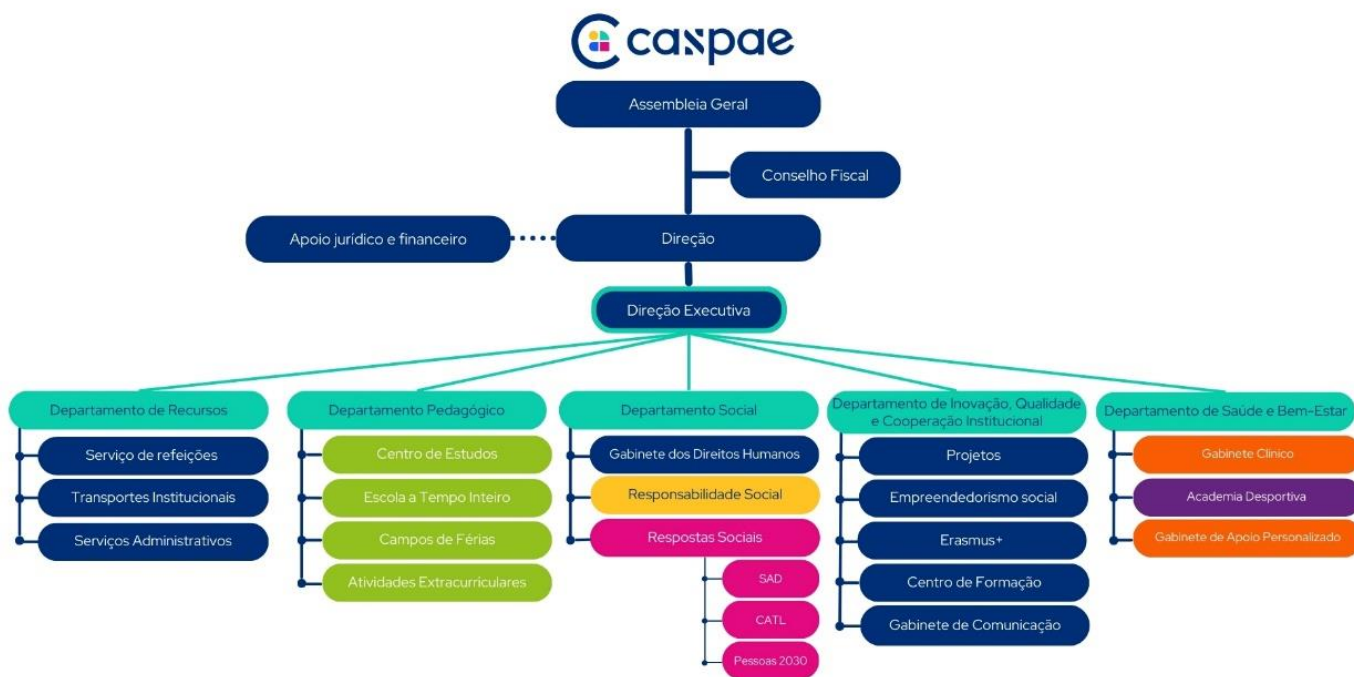 caspae
Assembleia Geral
Conselho Fiscal
Apoio jurídico e financeiro
Direção
Direção Executiva
Departamento de Recursos
Serviço de refeições
Transportes Institucionais
Serviços Administrativos
Departamento Pedagógico
Centro de Estudos
Escola a Tempo Inteiro
Campos de Férias
Atividades Extracurriculares
Departamento Social
Gabinete dos Direitos Humanos
Responsabilidade Social
Respostas Sociais
SAD
CATL
Pessoas 2030
Departamento de Inovação, Qualidade
e Cooperação Institucional
Projetos
Empreendedorismo social
Erasmus+
Centro de Formação
Gabinete de Comunicação
Departamento de Saúde e Bem-Estar
Gabinete Clínico
Academia Desportiva
Gabinete de Apoio Personalizado